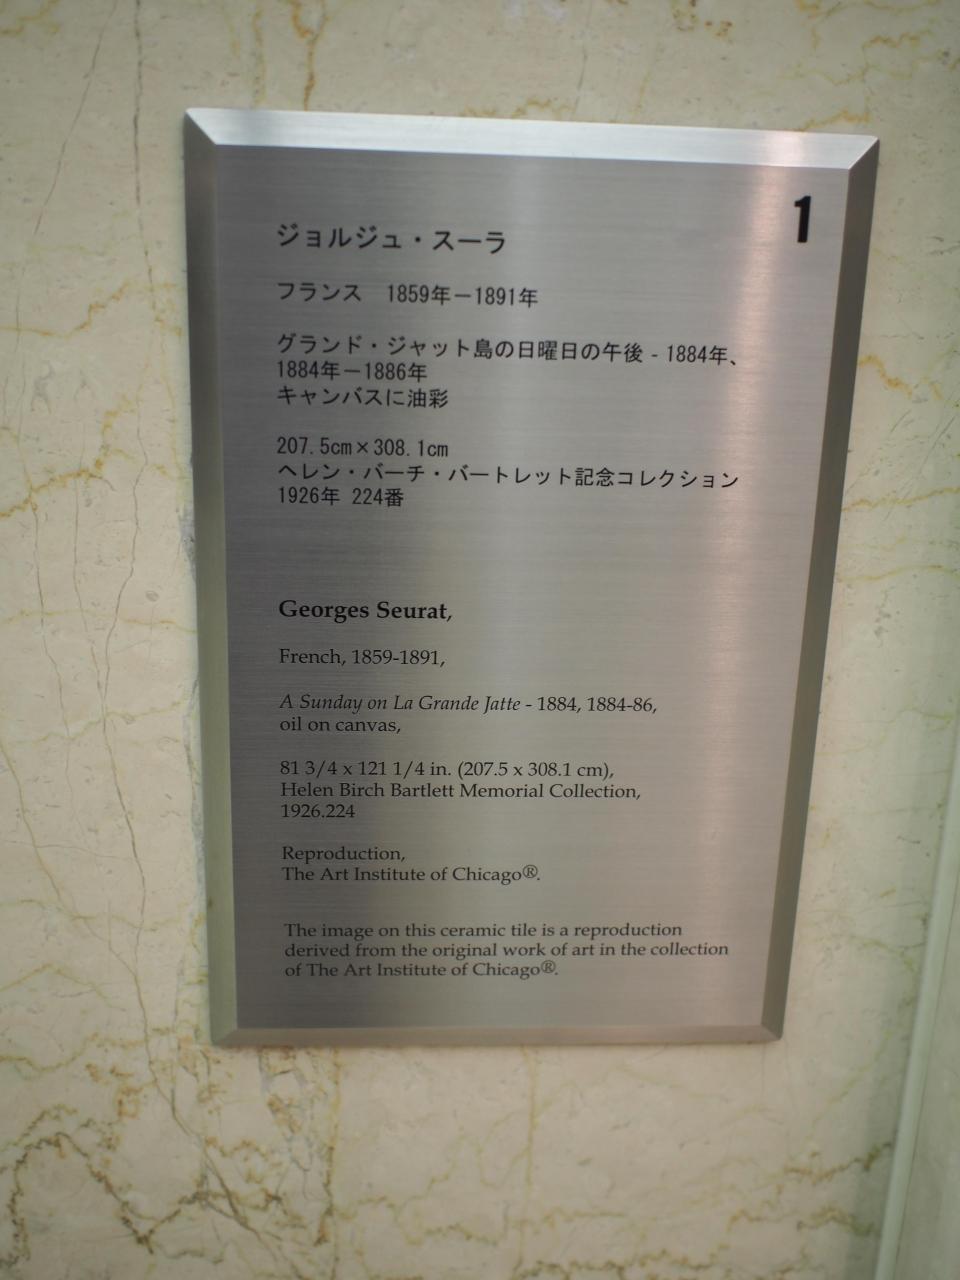 1
ジョルジュ・スーラ
フランス　1859年－1891年
グランド・ジャット島の日曜日の午後 - 1884年、
1884年－1886年
キャンバスに油彩
207.5cm×308.1cm
ヘレン・バーチ・バートレット記念コレクション
1926年 224番
Georges Seurat,
French, 1859-1891,
A Sunday on La Grande Jatte - 1884, 1884-86,
oil on canvas,
81 3/4 x 121 1/4 in. (207.5 x 308.1 cm),
Helen Birch Bartlett Memorial Collection,
1926.224
Reproduction,
The Art Institute of Chicago®.
The image on this ceramic tile is a reproduction
derived from the original work of art in the collection
of The Art Institute of Chicago®.